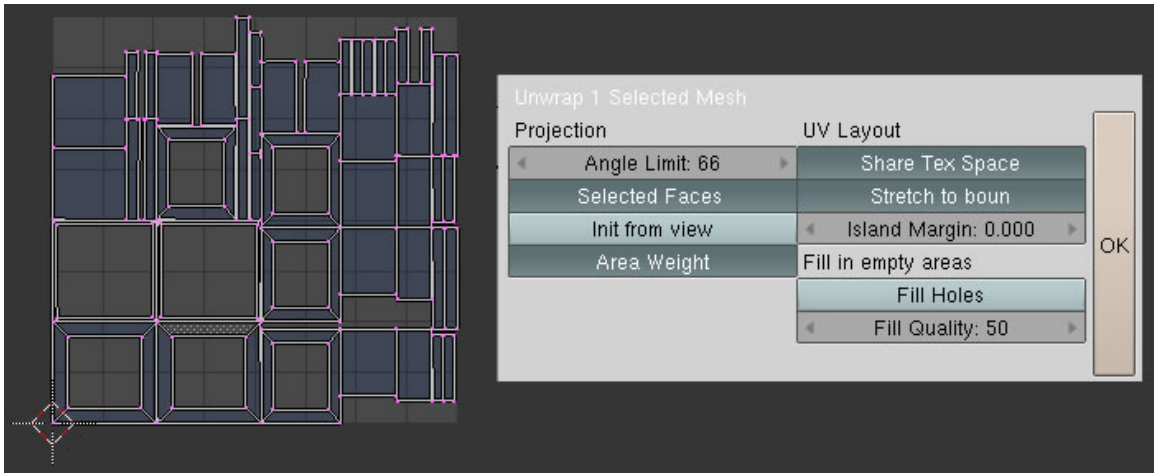 Unwrap 1 Selected Mesh
Projection
Angle Limit: 66
Selected Faces
Init from view
Area Weight
UV Layout
Share Tex Space
Stretch to boun
Island Margin: 0.000
Fill in empty areas
Fill Holes
Fill Quality: 50
OK